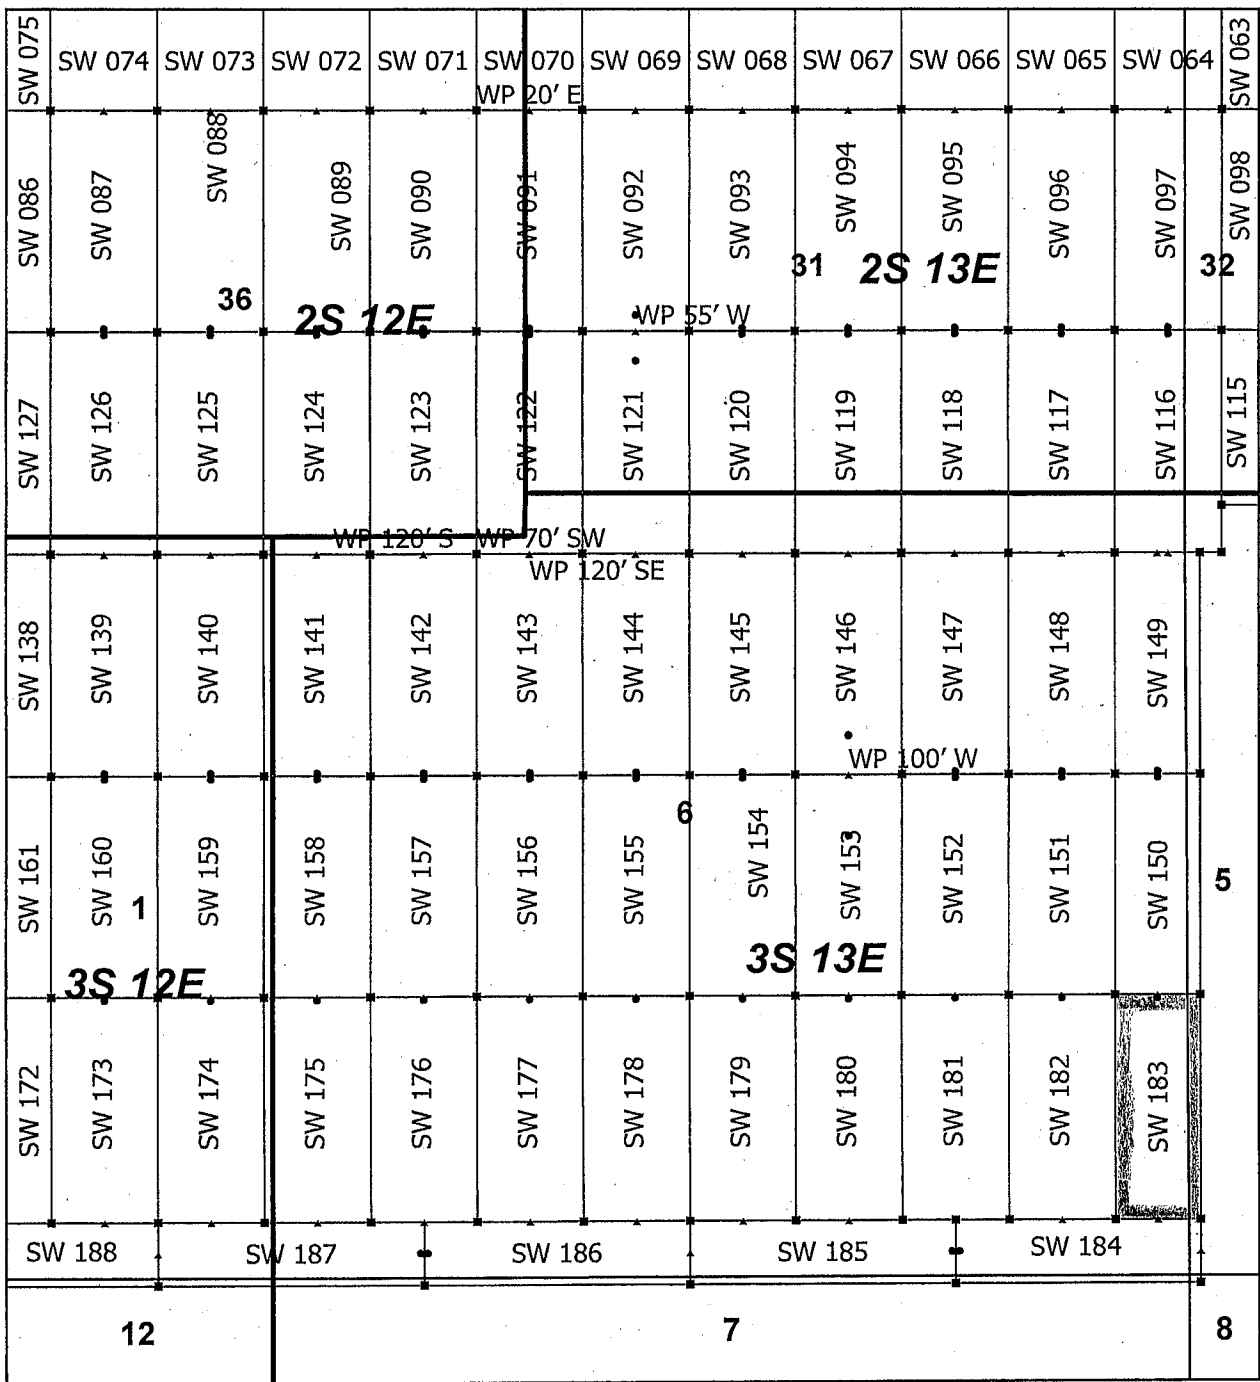 SW 075 SW 074 SW 073 SW 072 SW 071 SW 070 SW 069 SW 068 SW 067 SW 066 SW 065 SW 064 SW 063
WP 20' E
SW 086 SW 087 SW 088 SW 089 SW 090 SW 091 SW 092 SW 093 SW 094 SW 095 SW 096 SW 097 SW 098
31 2S 13E 32
36 2S 12E WP 55' W
SW 127 SW 126 SW 125 SW 124 SW 123 SW 122 SW 121 SW 120 SW 119 SW 118 SW 117 SW 116 SW 115
WP 120' S WP 70' SW
WP 120' SE
SW 138 SW 139 SW 140 SW 141 SW 142 SW 143 SW 144 SW 145 SW 146 SW 147 SW 148 SW 149
WP 100' W
6
SW 161 SW 160 SW 159 SW 158 SW 157 SW 156 SW 155 SW 154 SW 153 SW 152 SW 151 SW 150
1 5
3S 12E 3S 13E
SW 172 SW 173 SW 174 SW 175 SW 176 SW 177 SW 178 SW 179 SW 180 SW 181 SW 182 SW 183
SW 188 SW 187 SW 186 SW 185 SW 184
12 7 8